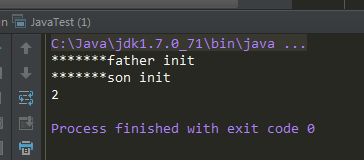 JavaTest (1)
C:\Java\jdk1.7.0_71\bin\java ...
*******father init
*******son init
2
Process finished with exit code 0